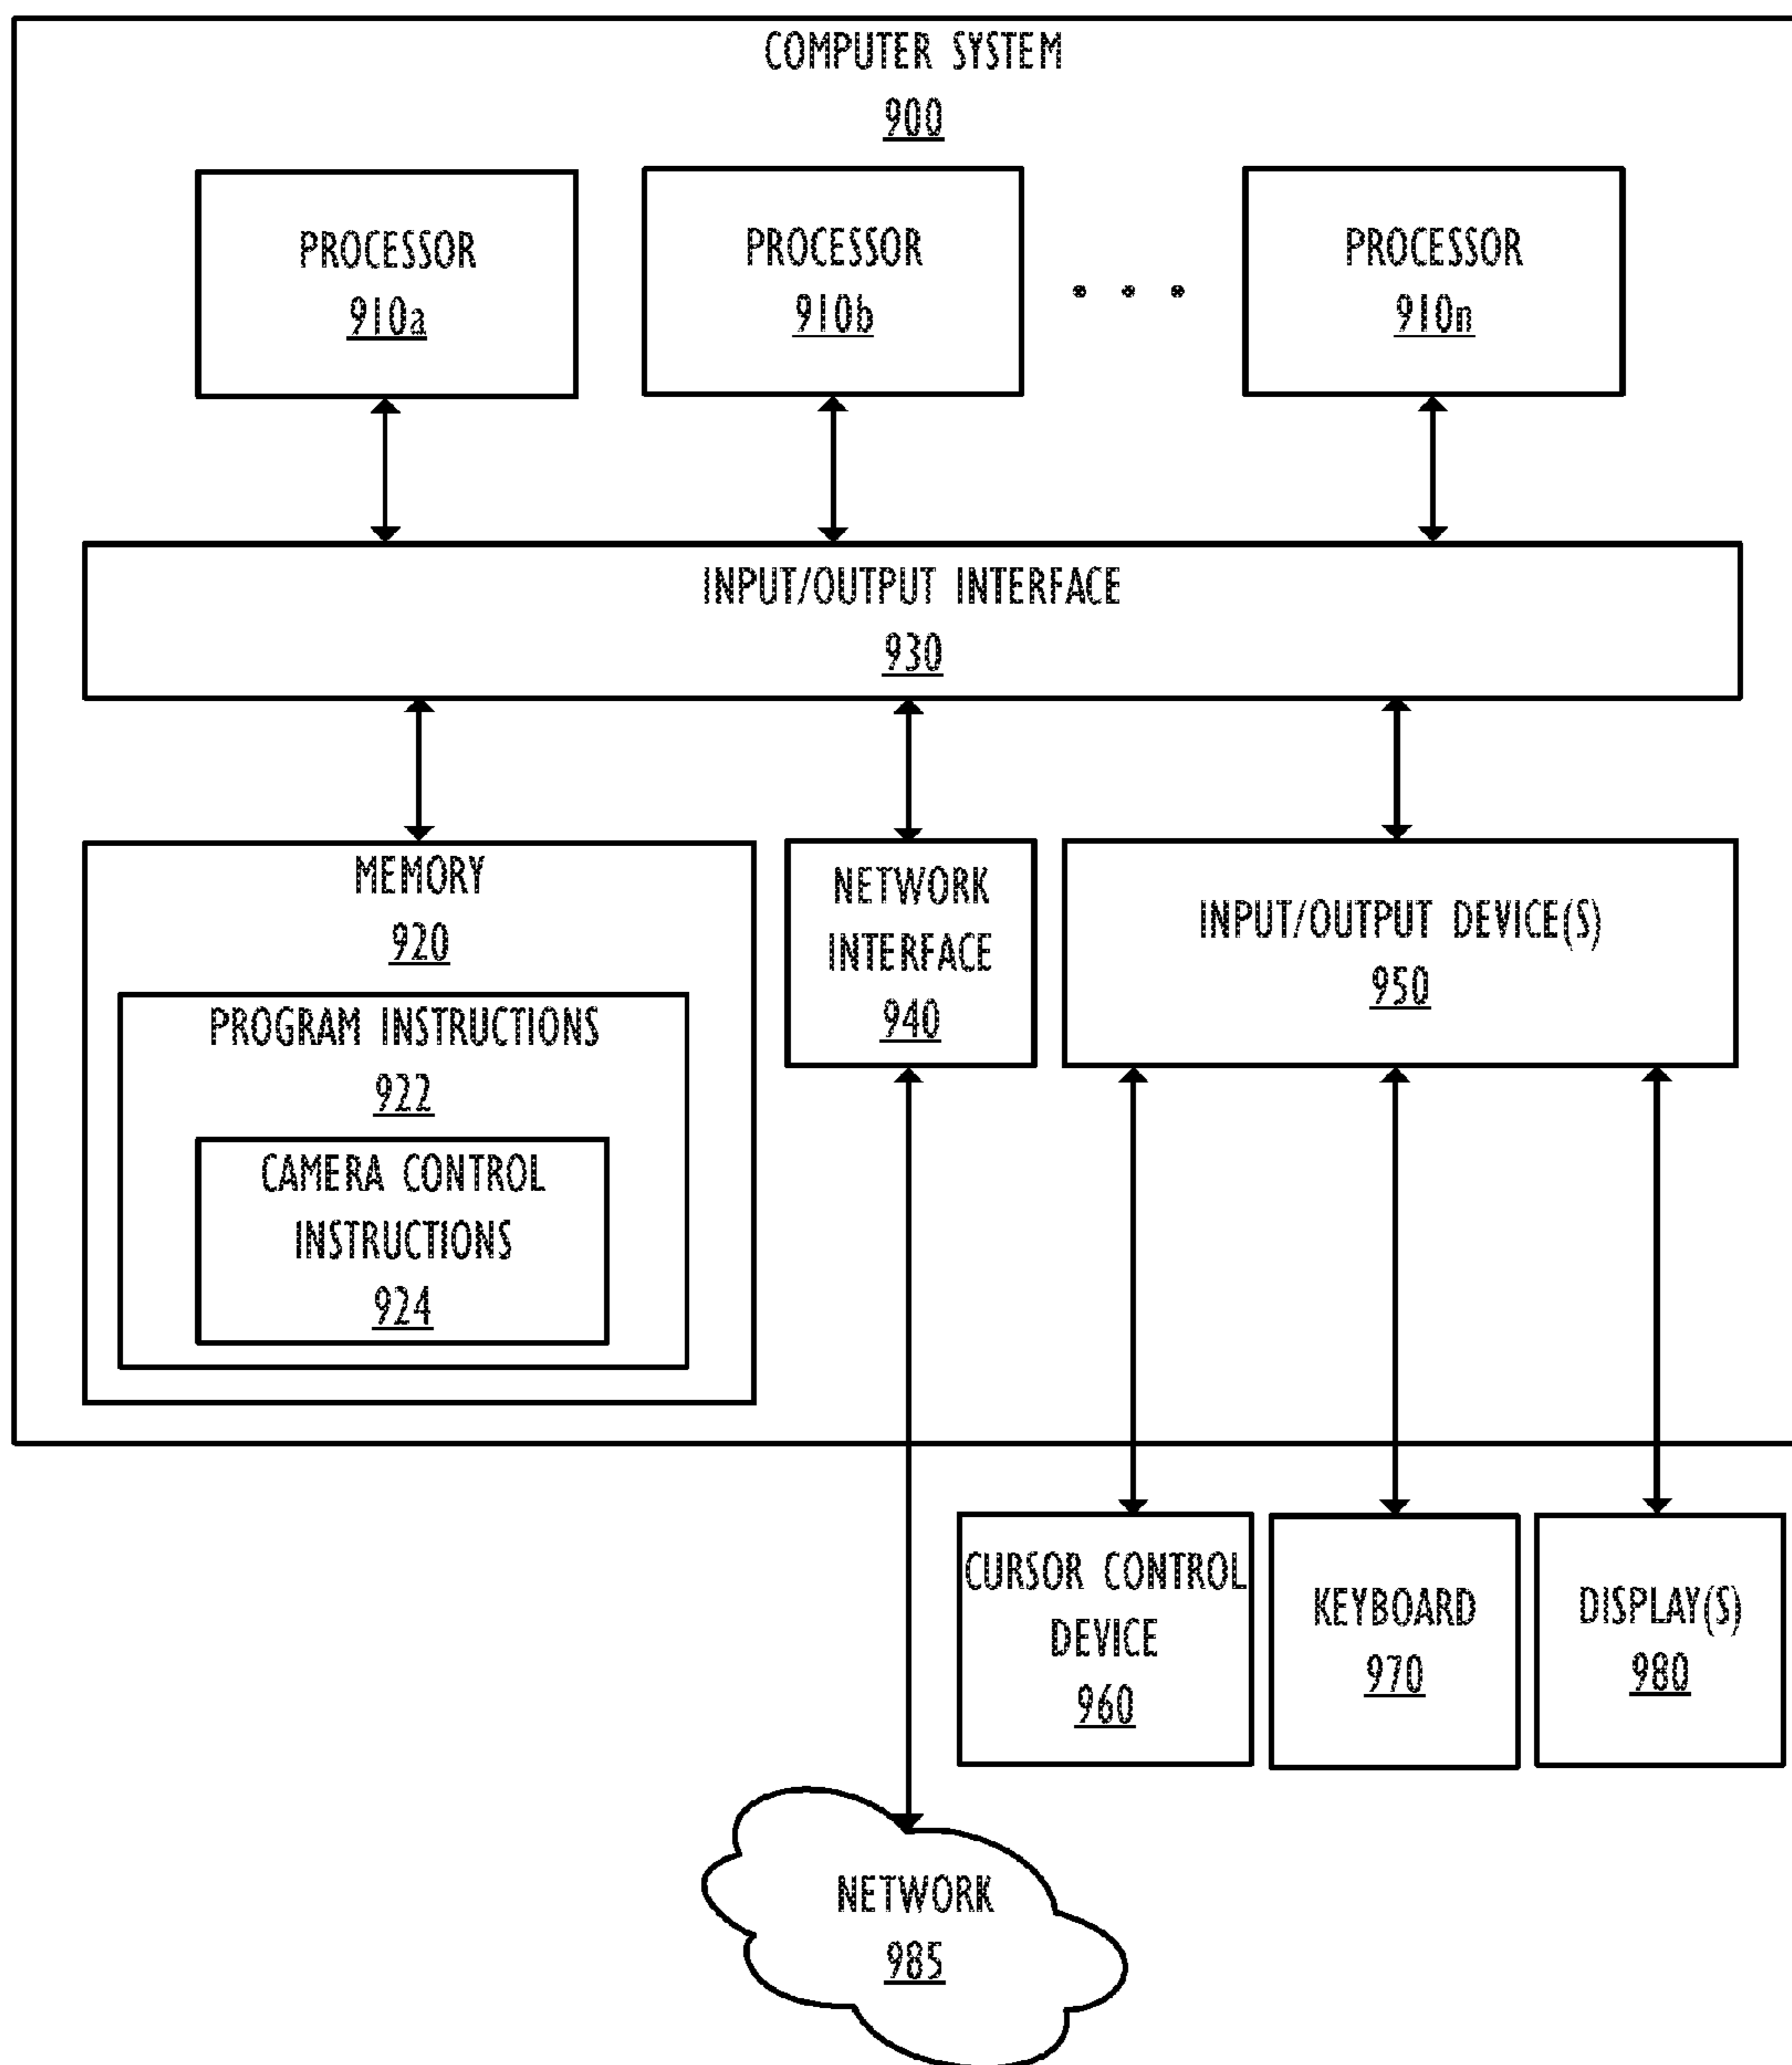 COMPUTER SYSTEM
900
PROCESSOR
910a
PROCESSOR
910b
. . .
PROCESSOR
910n
INPUT/OUTPUT INTERFACE
930
MEMORY
920
PROGRAM INSTRUCTIONS
922
CAMERA CONTROL
INSTRUCTIONS
924
NETWORK
INTERFACE
940
INPUT/OUTPUT DEVICE(S)
950
CURSOR CONTROL
DEVICE
960
KEYBOARD
970
DISPLAY(S)
980
NETWORK
985